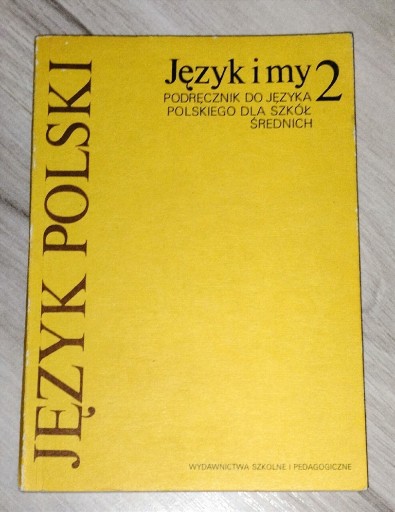 JĘZYK POLSKI
Język i my 2
PODRĘCZNIK DO JĘZYKA
POLSKIEGO DLA SZKÓŁ
ŚREDNICH
WYDAWNICTWA SZKOLNE I PEDAGOGICZNE